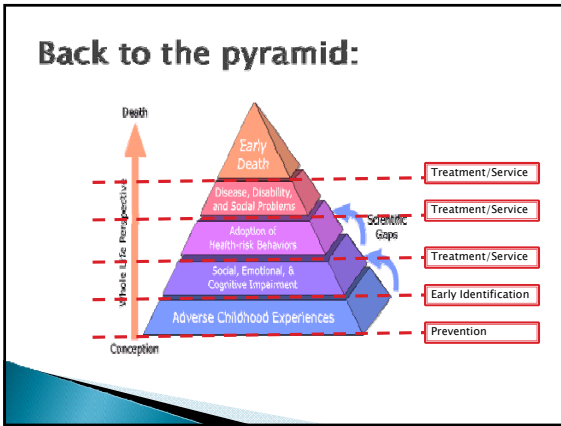 Back to the pyramid:
Death
Early
Death
Treatment/Service
Disease, Disability,
and Social Problems
Treatment/Service
Scientific
Gaps
Adoption of
Health-risk Behaviors
Whole Life Perspective
Treatment/Service
Social, Emotional, &
Cognitive Impairment
Early Identification
Adverse Childhood Experiences
Prevention
Conception